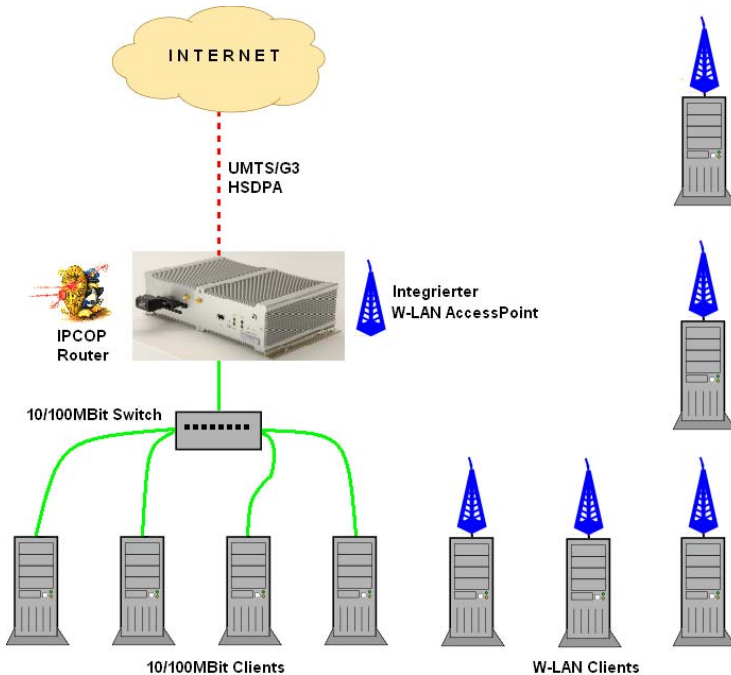 INTERNET
UMTS/G3
HSDPA
IPCOP
Router
Integrierter
W-LAN AccessPoint
10/100MBit Switch
10/100MBit Clients
W-LAN Clients